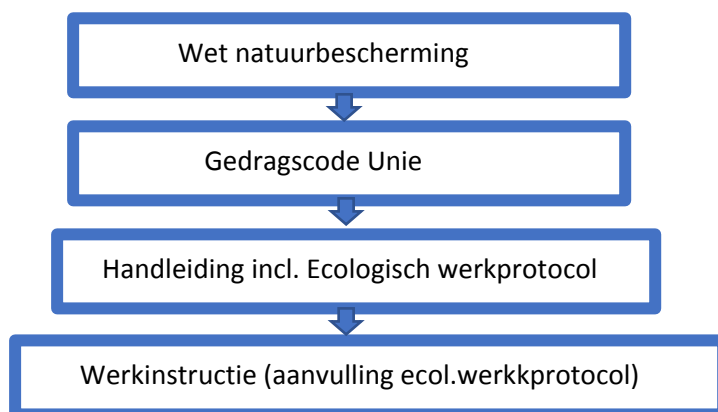 Wet natuurbescherming
Gedragscode Unie
Handleiding incl. Ecologisch werkprotocol
Werkinstructie (aanvulling ecol.werkkprotocol)